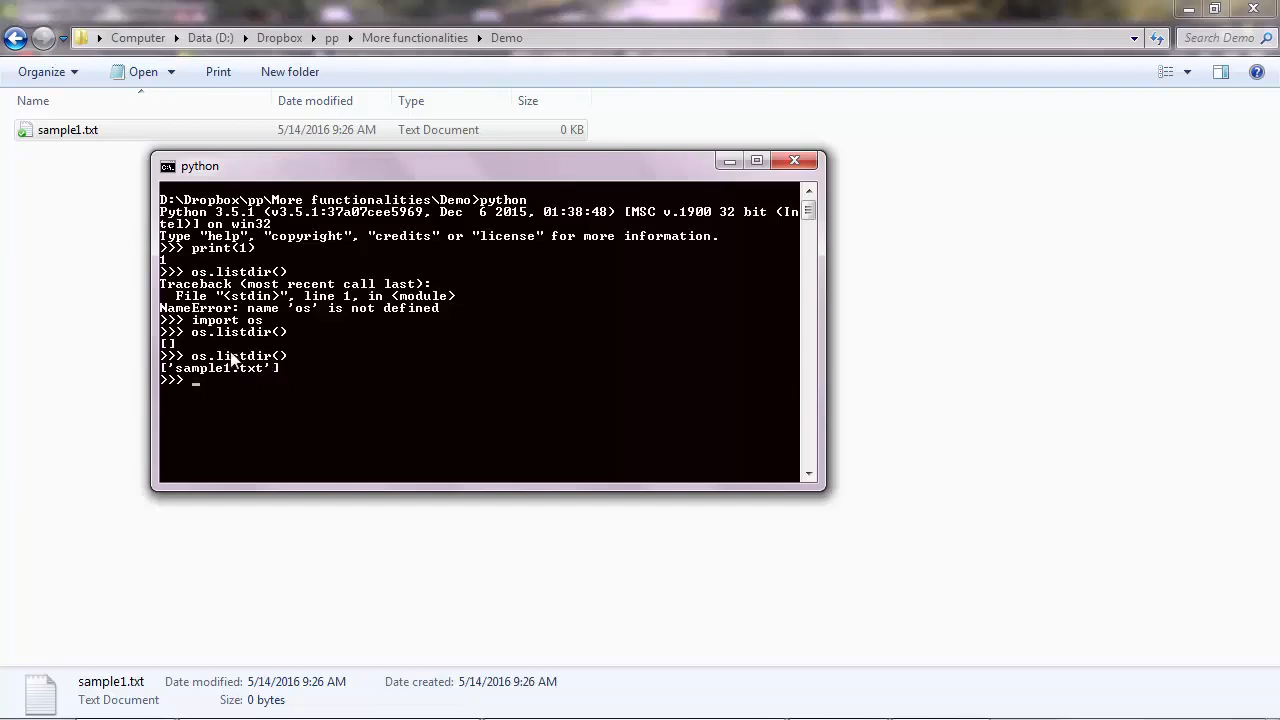 Computer Data (D:) Dropbox pp More functionalities Demo
Search Demo
Organize Open Print New folder
Name Date modified Type Size
sample1.txt 5/14/2016 9:26 AM Text Document 0 KB
C:\. python
D:\Dropbox\pp\More functionalities\Demo>python
Python 3.5.1 (v3.5.1:37a07cee5969, Dec  6 2015, 01:38:48) [MSC v.1900 32 bit (In
tel)] on win32
Type "help", "copyright", "credits" or "license" for more information.
>>> print(1)
1
>>> os.listdir()
Traceback (most recent call last):
  File "<stdin>", line 1, in <module>
NameError: name 'os' is not defined
>>> import os
>>> os.listdir()
[]
>>> os.listdir()
['sample1.txt']
>>> _
sample1.txt Date modified: 5/14/2016 9:26 AM Date created: 5/14/2016 9:26 AM
Text Document Size: 0 bytes